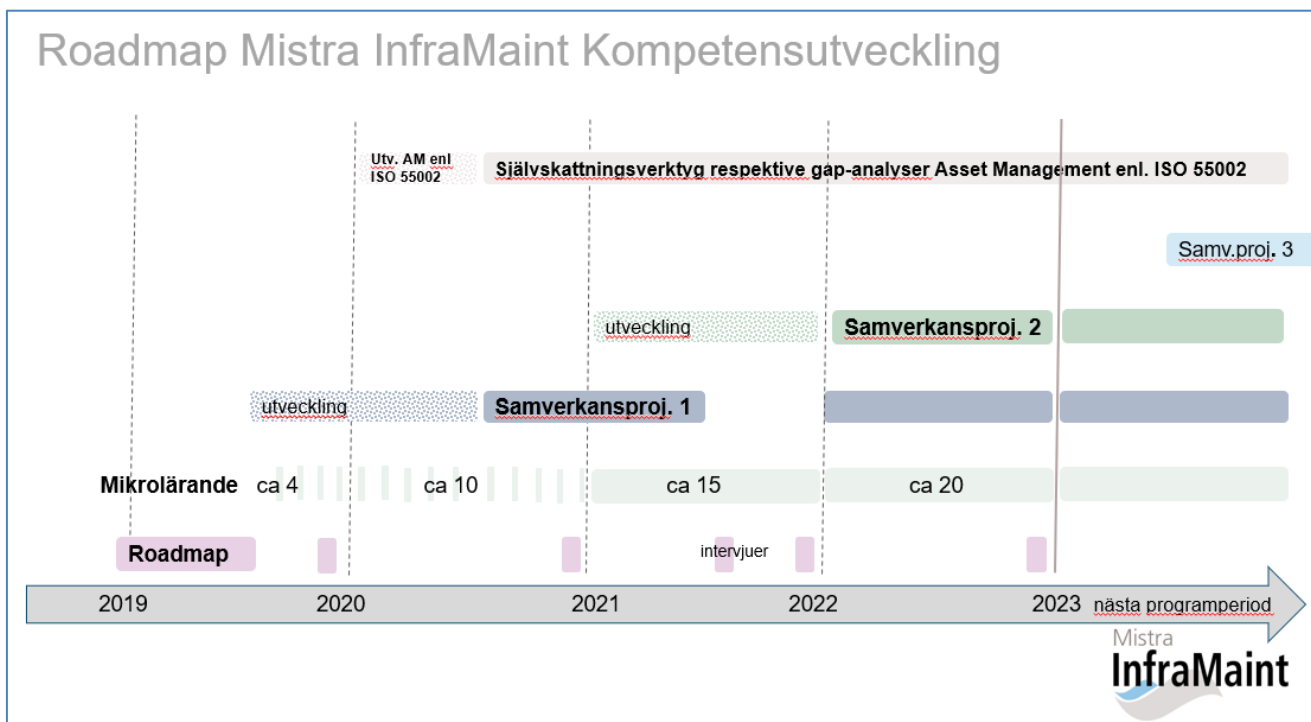 Roadmap Mistra InfraMaint Kompetensutveckling
Utv. AM enl
ISO 55002
Självskattningsverktyg respektive gap-analyser Asset Management enl. ISO 55002
Samv.proj. 3
utveckling
Samverkansproj. 2
utveckling
Samverkansproj. 1
Mikrolärande
ca 4
ca 10
ca 15
ca 20
Roadmap
intervjuer
2019
2020
2021
2022
2023
nästa programperiod
Mistra
InfraMaint